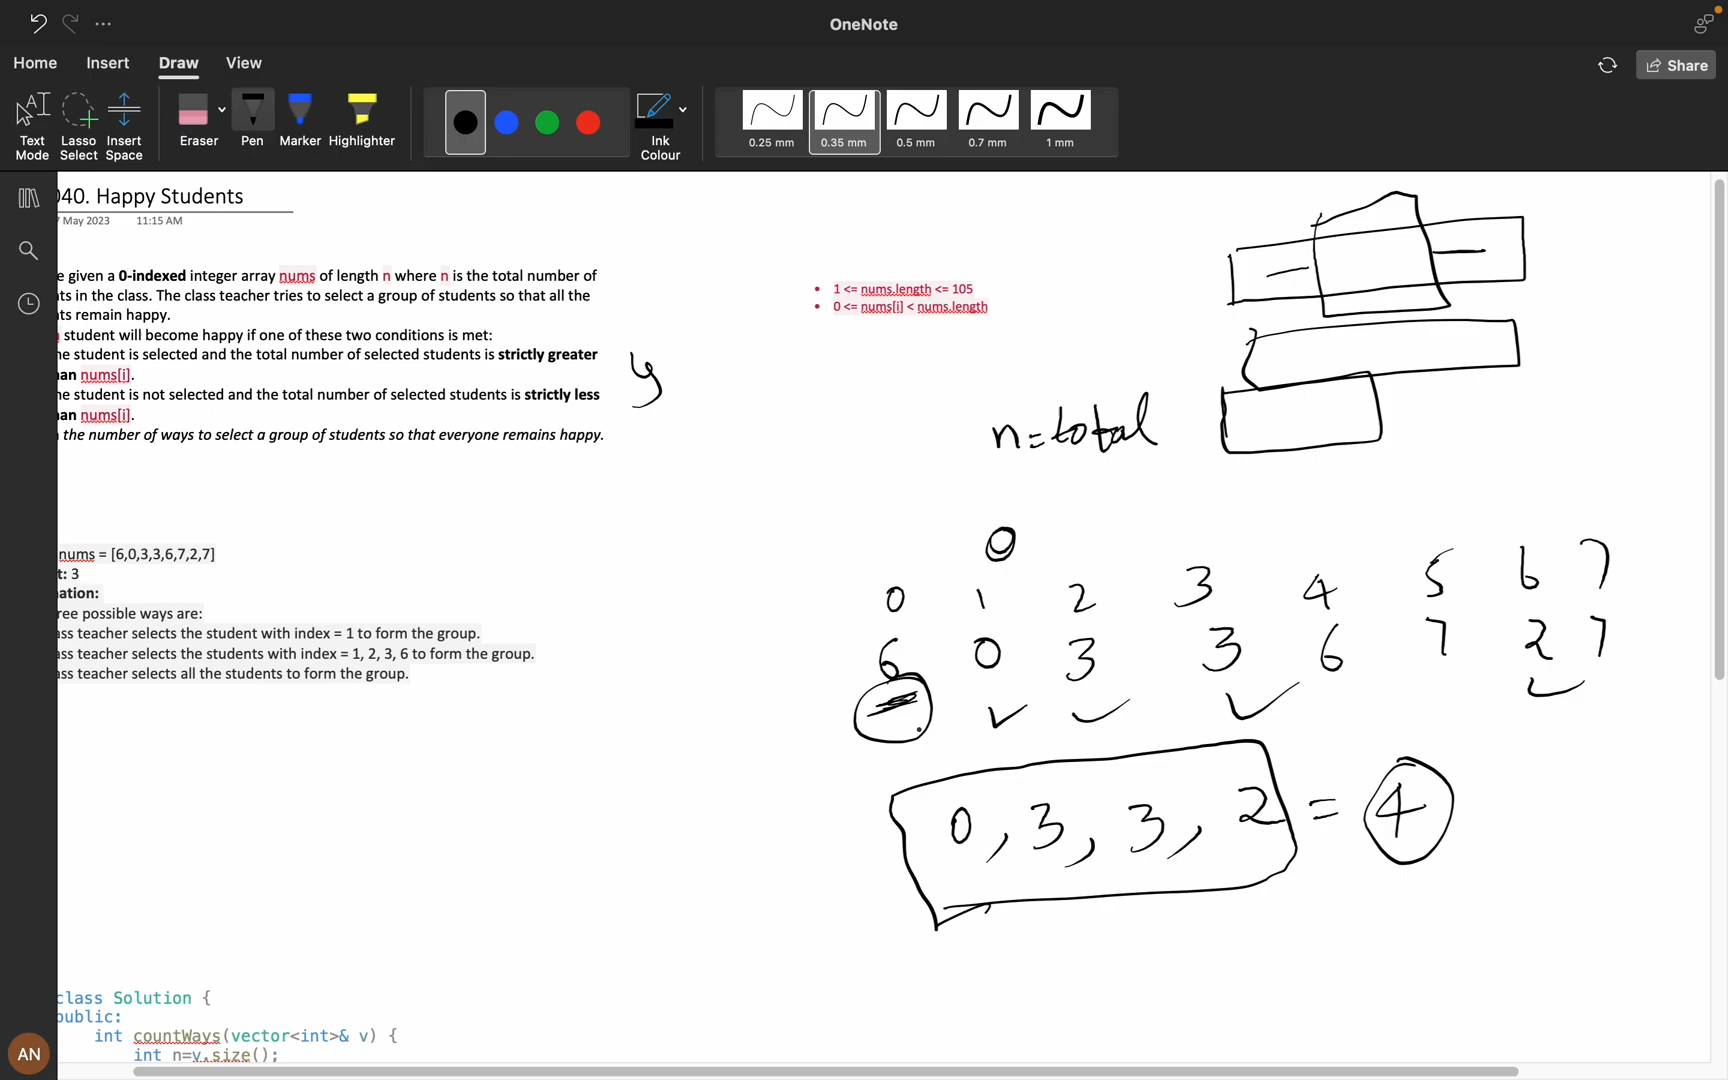 OneNote
Home Insert Draw View
Share
Text Mode
Lasso Select
Insert Space
Eraser
Pen
Marker
Highlighter
Ink Colour
0.25 mm
0.35 mm
0.5 mm
0.7 mm
1 mm
040. Happy Students
7 May 2023 11:15 AM
e given a 0-indexed integer array nums of length n where n is the total number of
ts in the class. The class teacher tries to select a group of students so that all the
ts remain happy.
student will become happy if one of these two conditions is met:
he student is selected and the total number of selected students is strictly greater
han nums[i].
he student is not selected and the total number of selected students is strictly less
han nums[i].
the number of ways to select a group of students so that everyone remains happy.
• 1 <= nums.length <= 105
• 0 <= nums[i] < nums.length
y
n=total
nums = [6,0,3,3,6,7,2,7]
t: 3
nation:
ree possible ways are:
ass teacher selects the student with index = 1 to form the group.
ass teacher selects the students with index = 1, 2, 3, 6 to form the group.
ass teacher selects all the students to form the group.
0
0 1 2 3 4 5 6 7
6 0 3 3 6 7 2 7
0, 3, 3, 2 = 4
class Solution {
public:
int countWays(vector<int>& v) {
int n=v.size();
AN